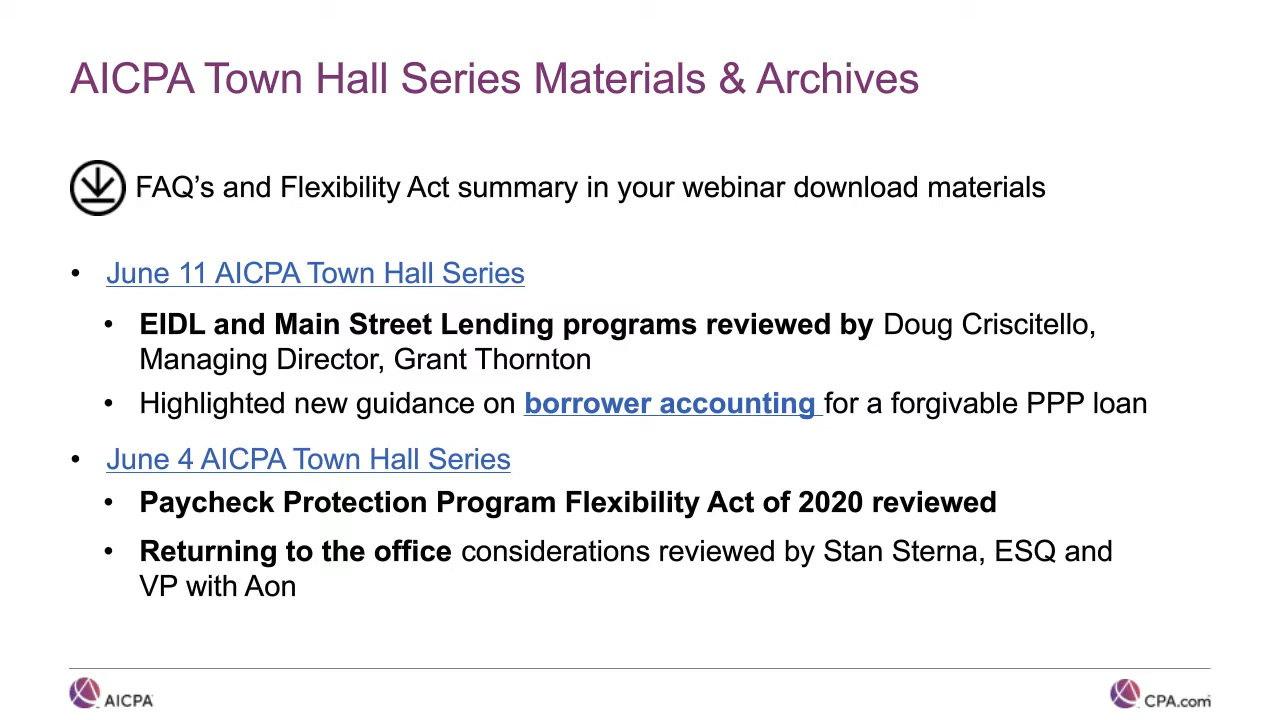 AICPA Town Hall Series Materials & Archives
FAQ's and Flexibility Act summary in your webinar download materials
• June 11 AICPA Town Hall Series
• EIDL and Main Street Lending programs reviewed by Doug Criscitello,
Managing Director, Grant Thornton
• Highlighted new guidance on borrower accounting for a forgivable PPP loan
• June 4 AICPA Town Hall Series
• Paycheck Protection Program Flexibility Act of 2020 reviewed
• Returning to the office considerations reviewed by Stan Sterna, ESQ and
VP with Aon
AICPA
CPA.com